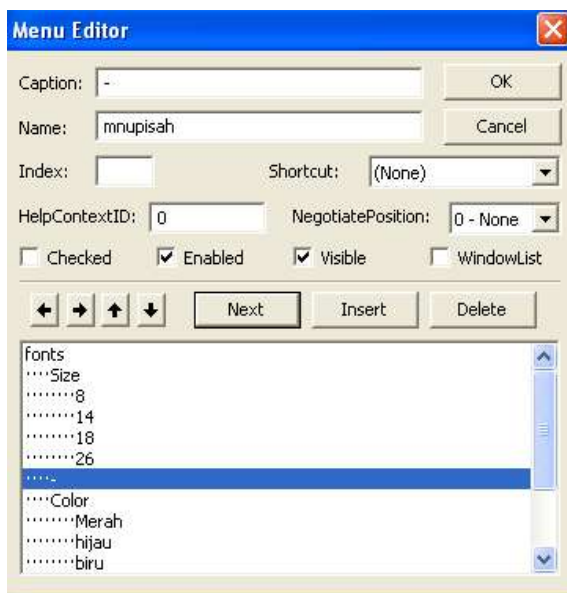 Menu Editor
Caption: - OK
Name: mnupisah Cancel
Index: Shortcut: (None)
HelpContextID: 0 NegotiatePosition: 0 - None
Checked Enabled Visible WindowList
Next Insert Delete
fonts
····Size
········8
········14
········18
········26
····-
····Color
········Merah
········hijau
········biru